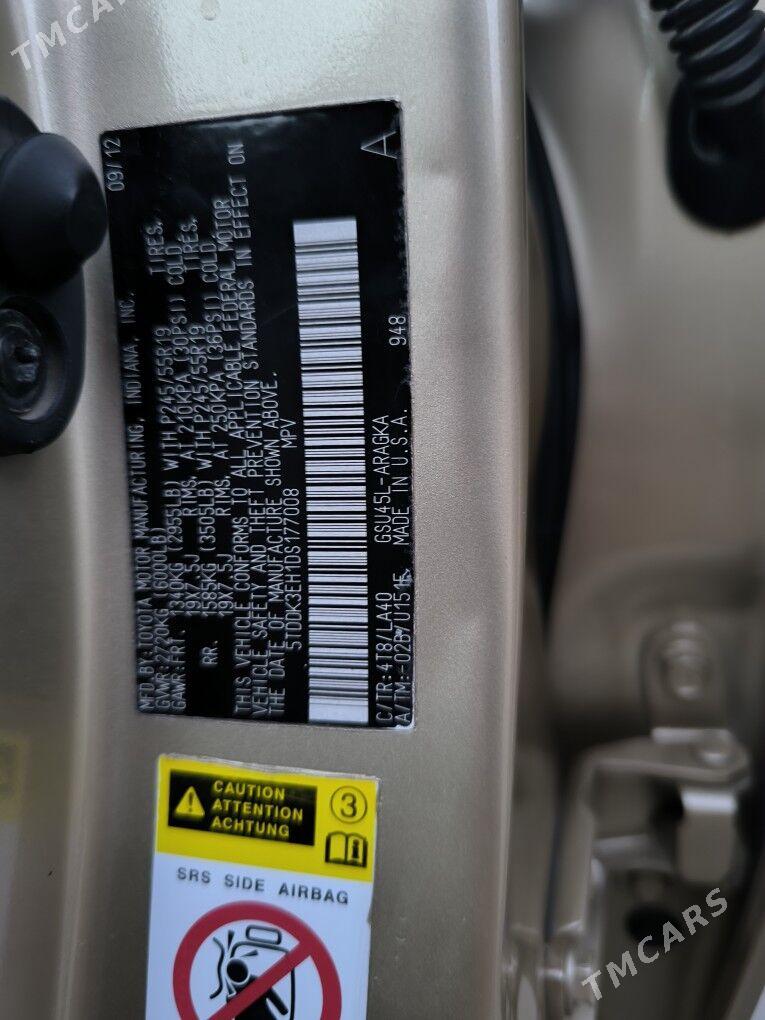 TMCARS
MFD.BY:TOYOTA MOTOR MANUFACTURING, INDIANA, INC. 09/12
GVWR:2720KG (6000LB)
GAWR:FRT. 1340KG (2955LB) WITH P245/55R19 TIRES.
19X7.5J RIMS. AT 210KPA (30PSI) COLD.
RR. 1585KG (3505LB) WITH P245/55R19 TIRES.
19X7.5J RIMS. AT 250KPA (36PSI) COLD.
THIS VEHICLE CONFORMS TO ALL APPLICABLE FEDERAL MOTOR
VEHICLE SAFETY AND THEFT PREVENTION STANDARDS IN EFFECT ON
THE DATE OF MANUFACTURE SHOWN ABOVE.
5TDDK3EH1DS177008 MPV
C/TR:4T8/LA40 GSU45L-ARAGKA A
A/TM:-02B/U151F MADE IN U.S.A. 948
CAUTION
ATTENTION
ACHTUNG
3
SRS SIDE AIRBAG
TMCARS